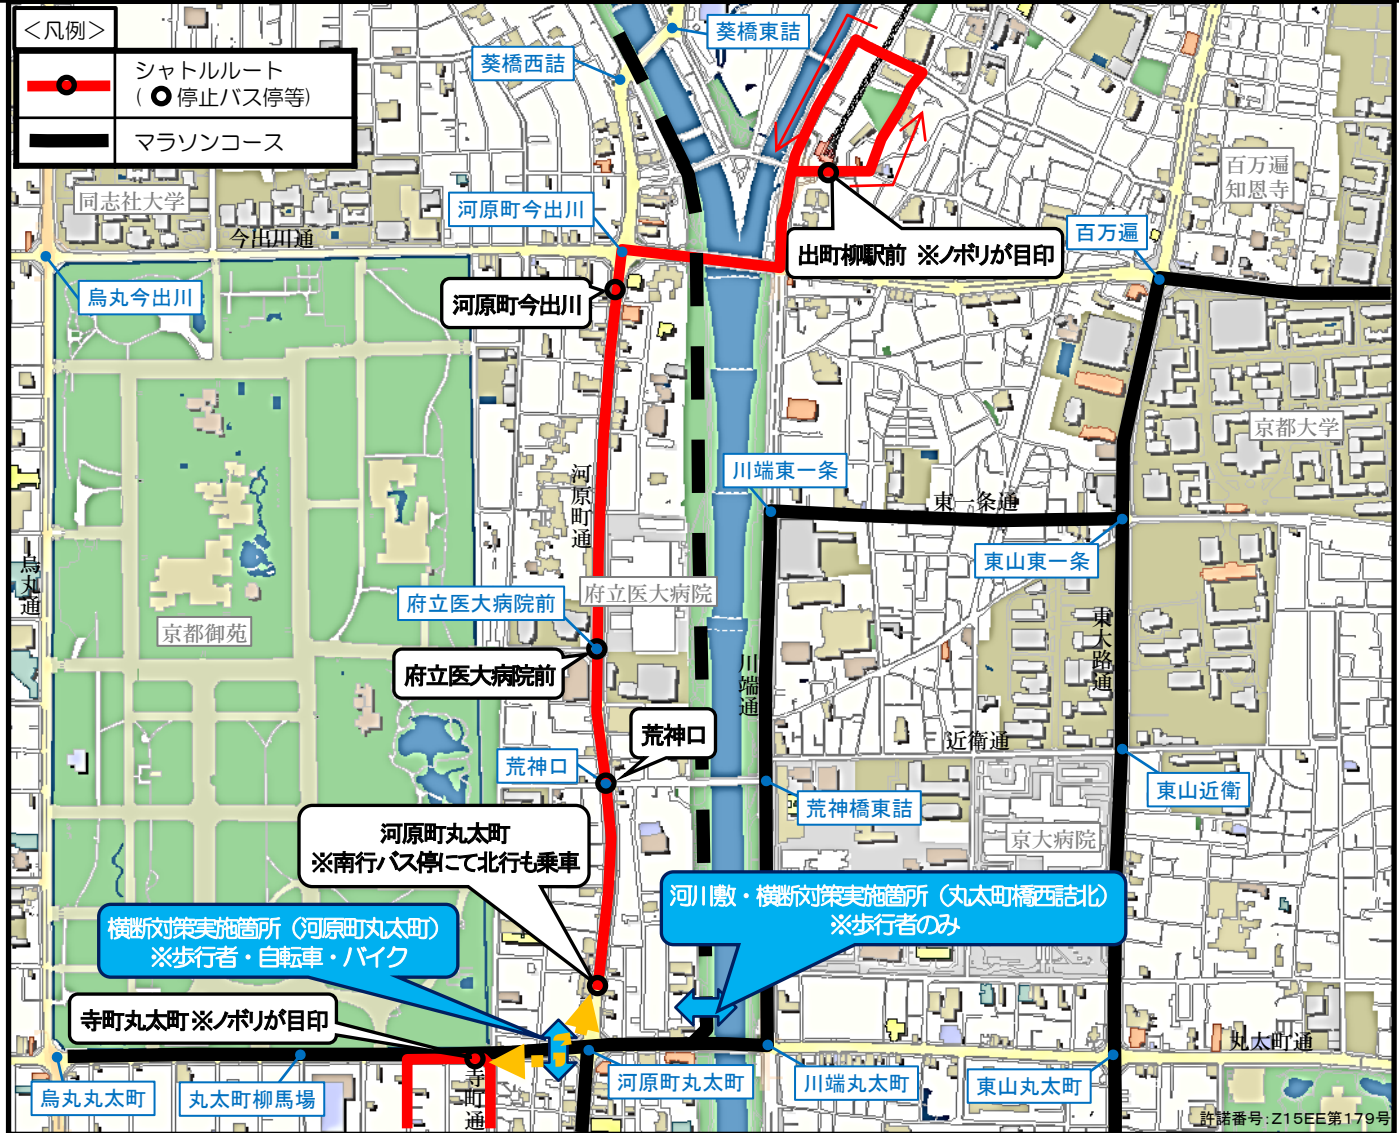 <凡例>
シャトルルート
(○停止バス停等)
マラソンコース
葵橋東詰
葵橋西詰
同志社大学
河原町今出川
今出川通
百万遍
知恩寺
百万遍
出町柳駅前 ※ノボリが目印
烏丸今出川
河原町今出川
京都大学
川端東一条
東一条通
河原町通
東山東一条
烏丸通
府立医大病院
府立医大病院前
京都御苑
東大路通
府立医大病院前
川端通
荒神口
近衛通
荒神口
東山近衛
荒神橋東詰
河原町丸太町
※南行バス停にて北行も乗車
京大病院
河川敷・横断対策実施箇所（丸太町橋西詰北）
※歩行者のみ
横断対策実施箇所（河原町丸太町）
※歩行者・自転車・バイク
寺町丸太町※ノボリが目印
丸太町通
寺町通
烏丸丸太町
丸太町柳馬場
河原町丸太町
川端丸太町
東山丸太町
許諾番号:Z15EE第179号